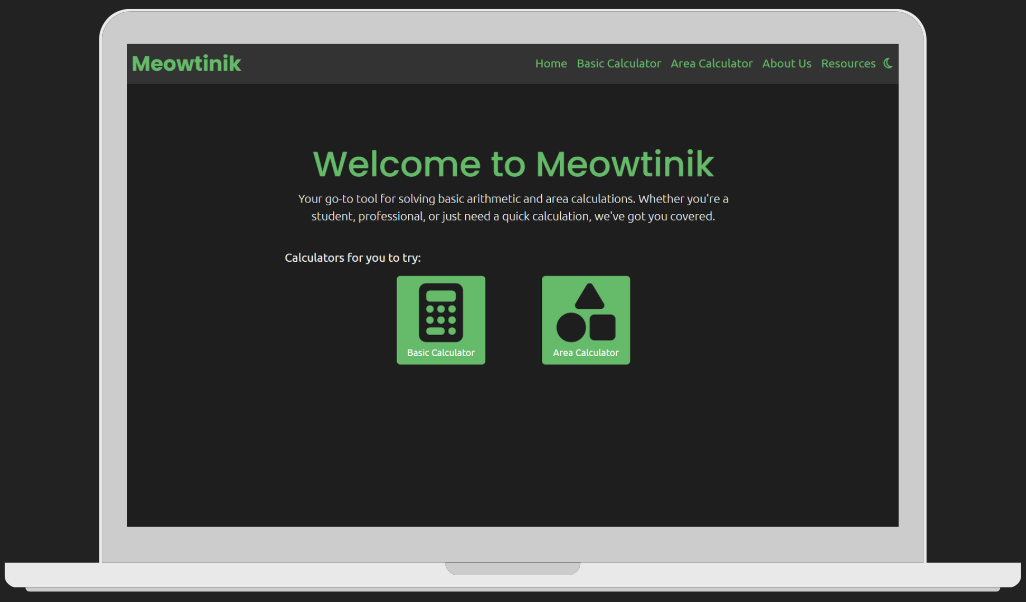 Meowtinik
Home Basic Calculator Area Calculator About Us Resources
Welcome to Meowtinik
Your go-to tool for solving basic arithmetic and area calculations. Whether you're a
student, professional, or just need a quick calculation, we've got you covered.
Calculators for you to try:
Basic Calculator
Area Calculator